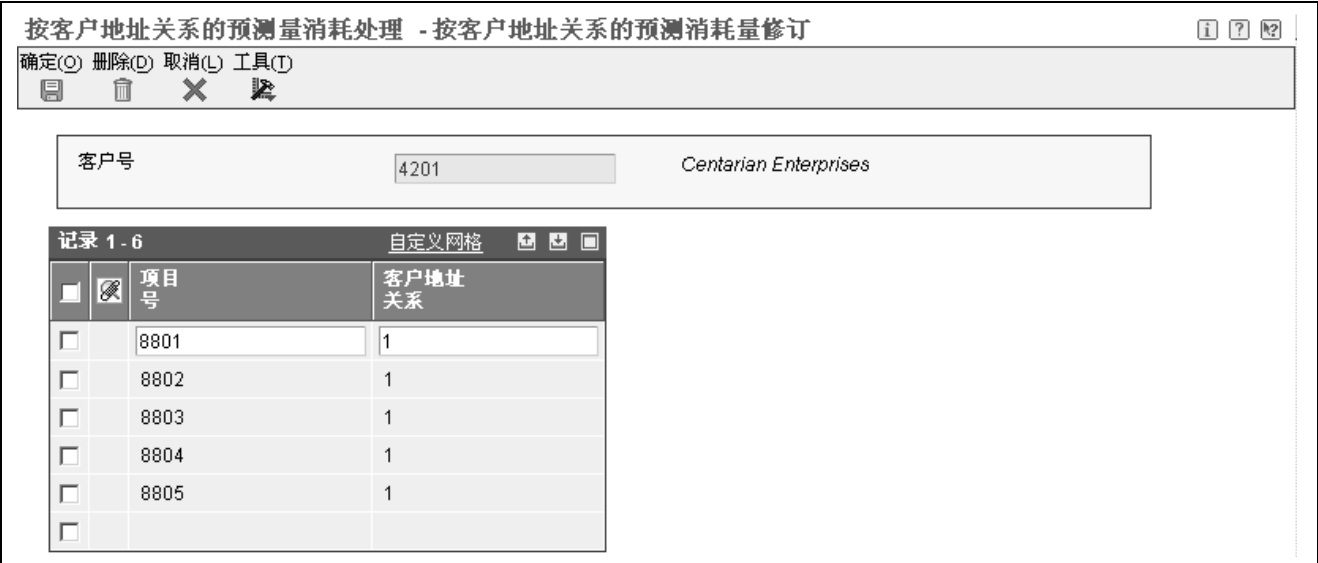 按客户地址关系的预测量消耗处理 - 按客户地址关系的预测消耗量修订
确定(O) 删除(D) 取消(L) 工具(T)
客户号 4201 Centarian Enterprises
记录 1 - 6 自定义网格
项目号 客户地址关系
8801 1
8802 1
8803 1
8804 1
8805 1